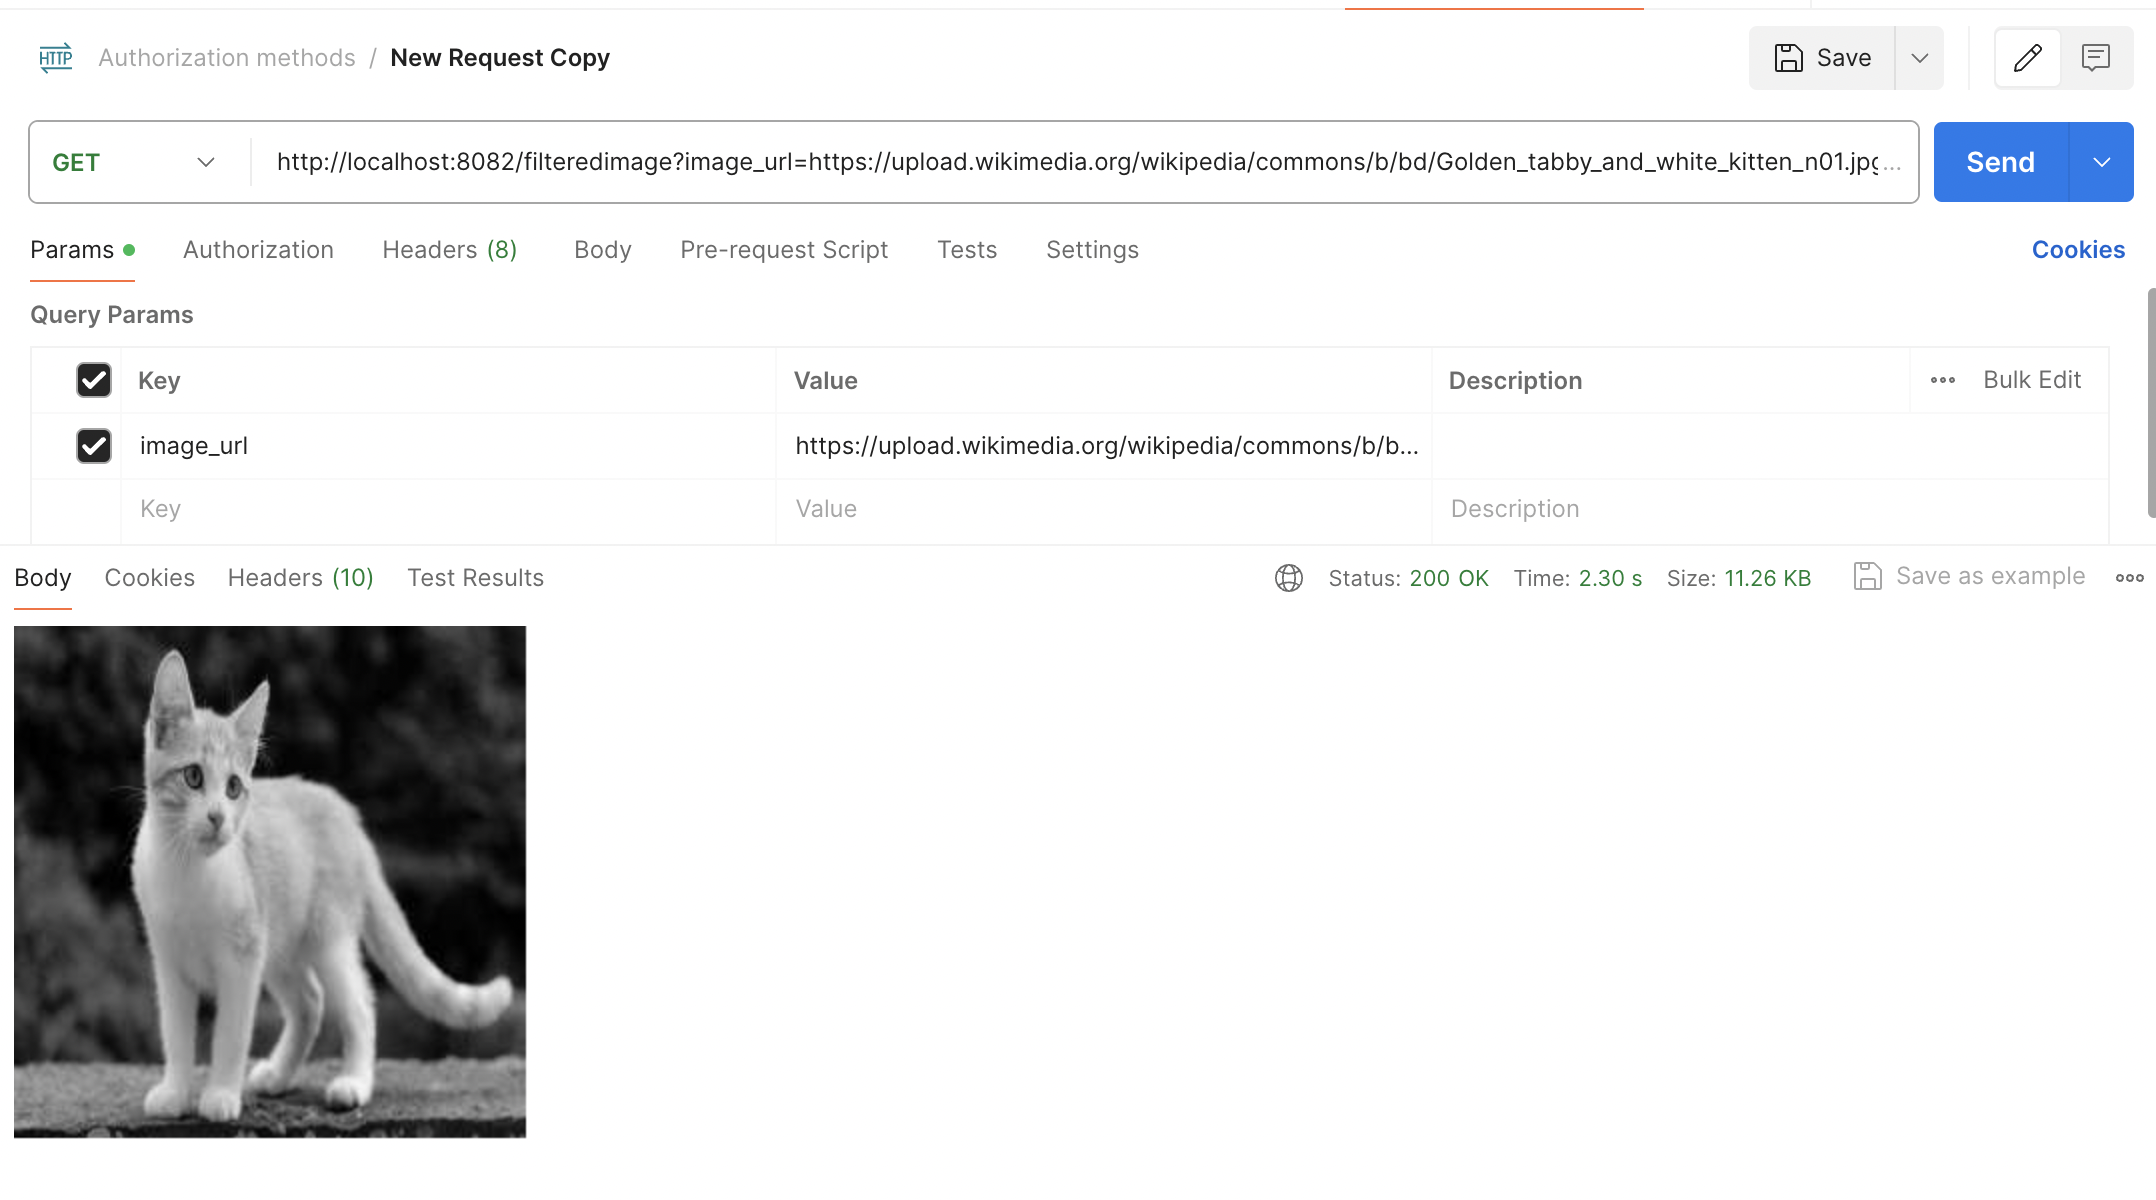 HTTP Authorization methods / New Request Copy Save
GET http://localhost:8082/filteredimage?image_url=https://upload.wikimedia.org/wikipedia/commons/b/bd/Golden_tabby_and_white_kitten_n01.jpg... Send
Params Authorization Headers (8) Body Pre-request Script Tests Settings Cookies
Query Params
Key Value Description Bulk Edit
image_url https://upload.wikimedia.org/wikipedia/commons/b/b...
Key Value Description
Body Cookies Headers (10) Test Results Status: 200 OK Time: 2.30 s Size: 11.26 KB Save as example